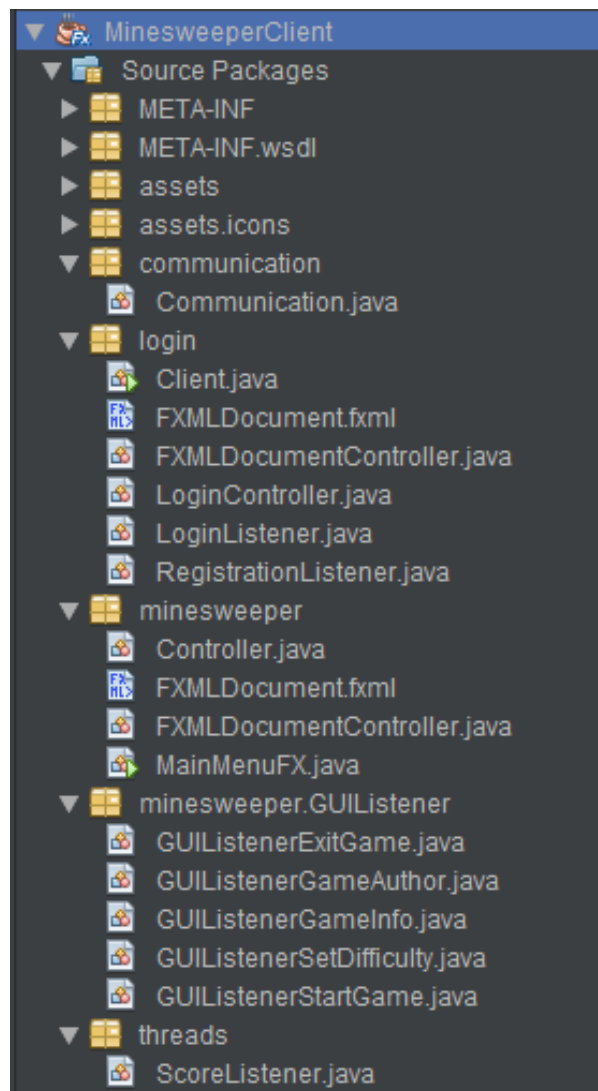 MinesweeperClient
Source Packages
META-INF
META-INF.wsdl
assets
assets.icons
communication
Communication.java
login
Client.java
FXMLDocument.fxml
FXMLDocumentController.java
LoginController.java
LoginListener.java
RegistrationListener.java
minesweeper
Controller.java
FXMLDocument.fxml
FXMLDocumentController.java
MainMenuFX.java
minesweeper.GUIListener
GUIListenerExitGame.java
GUIListenerGameAuthor.java
GUIListenerGameInfo.java
GUIListenerSetDifficulty.java
GUIListenerStartGame.java
threads
ScoreListener.java